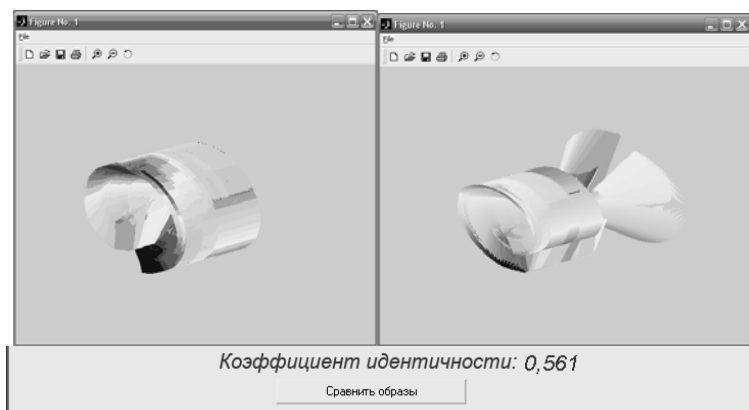 Figure No. 1
File
Figure No. 1
File
Коэффициент идентичности: 0,561
Сравнить образы